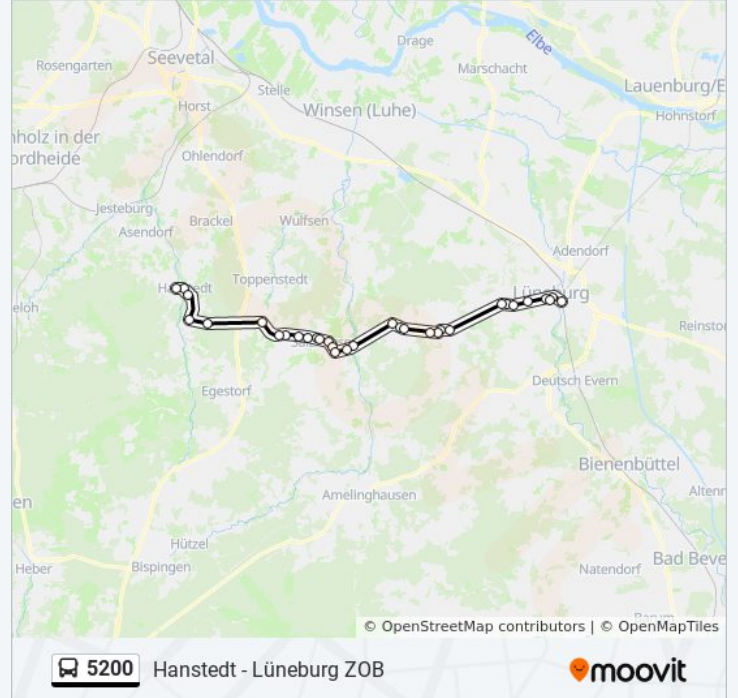 Drage
Elbe
Seevetal
Rosengarten
Marschacht
Stelle
Lauenburg/E
Horst
Winsen (Luhe)
Hohnstorf
nholz in der
ordheide
Ohlendorf
Jesteburg
Brackel
Wulfsen
Asendorf
Adendorf
Toppenstedt
eloh
Reinstor
Egestorf
Deutsch Evern
Bienenbüttel
en
Amelinghausen
Altenr
Hützel
Heber
Bispingen
Bad Beve
Natendorf
© OpenStreetMap contributors | © OpenMapTiles
5200 Hanstedt - Lüneburg ZOB
moovit